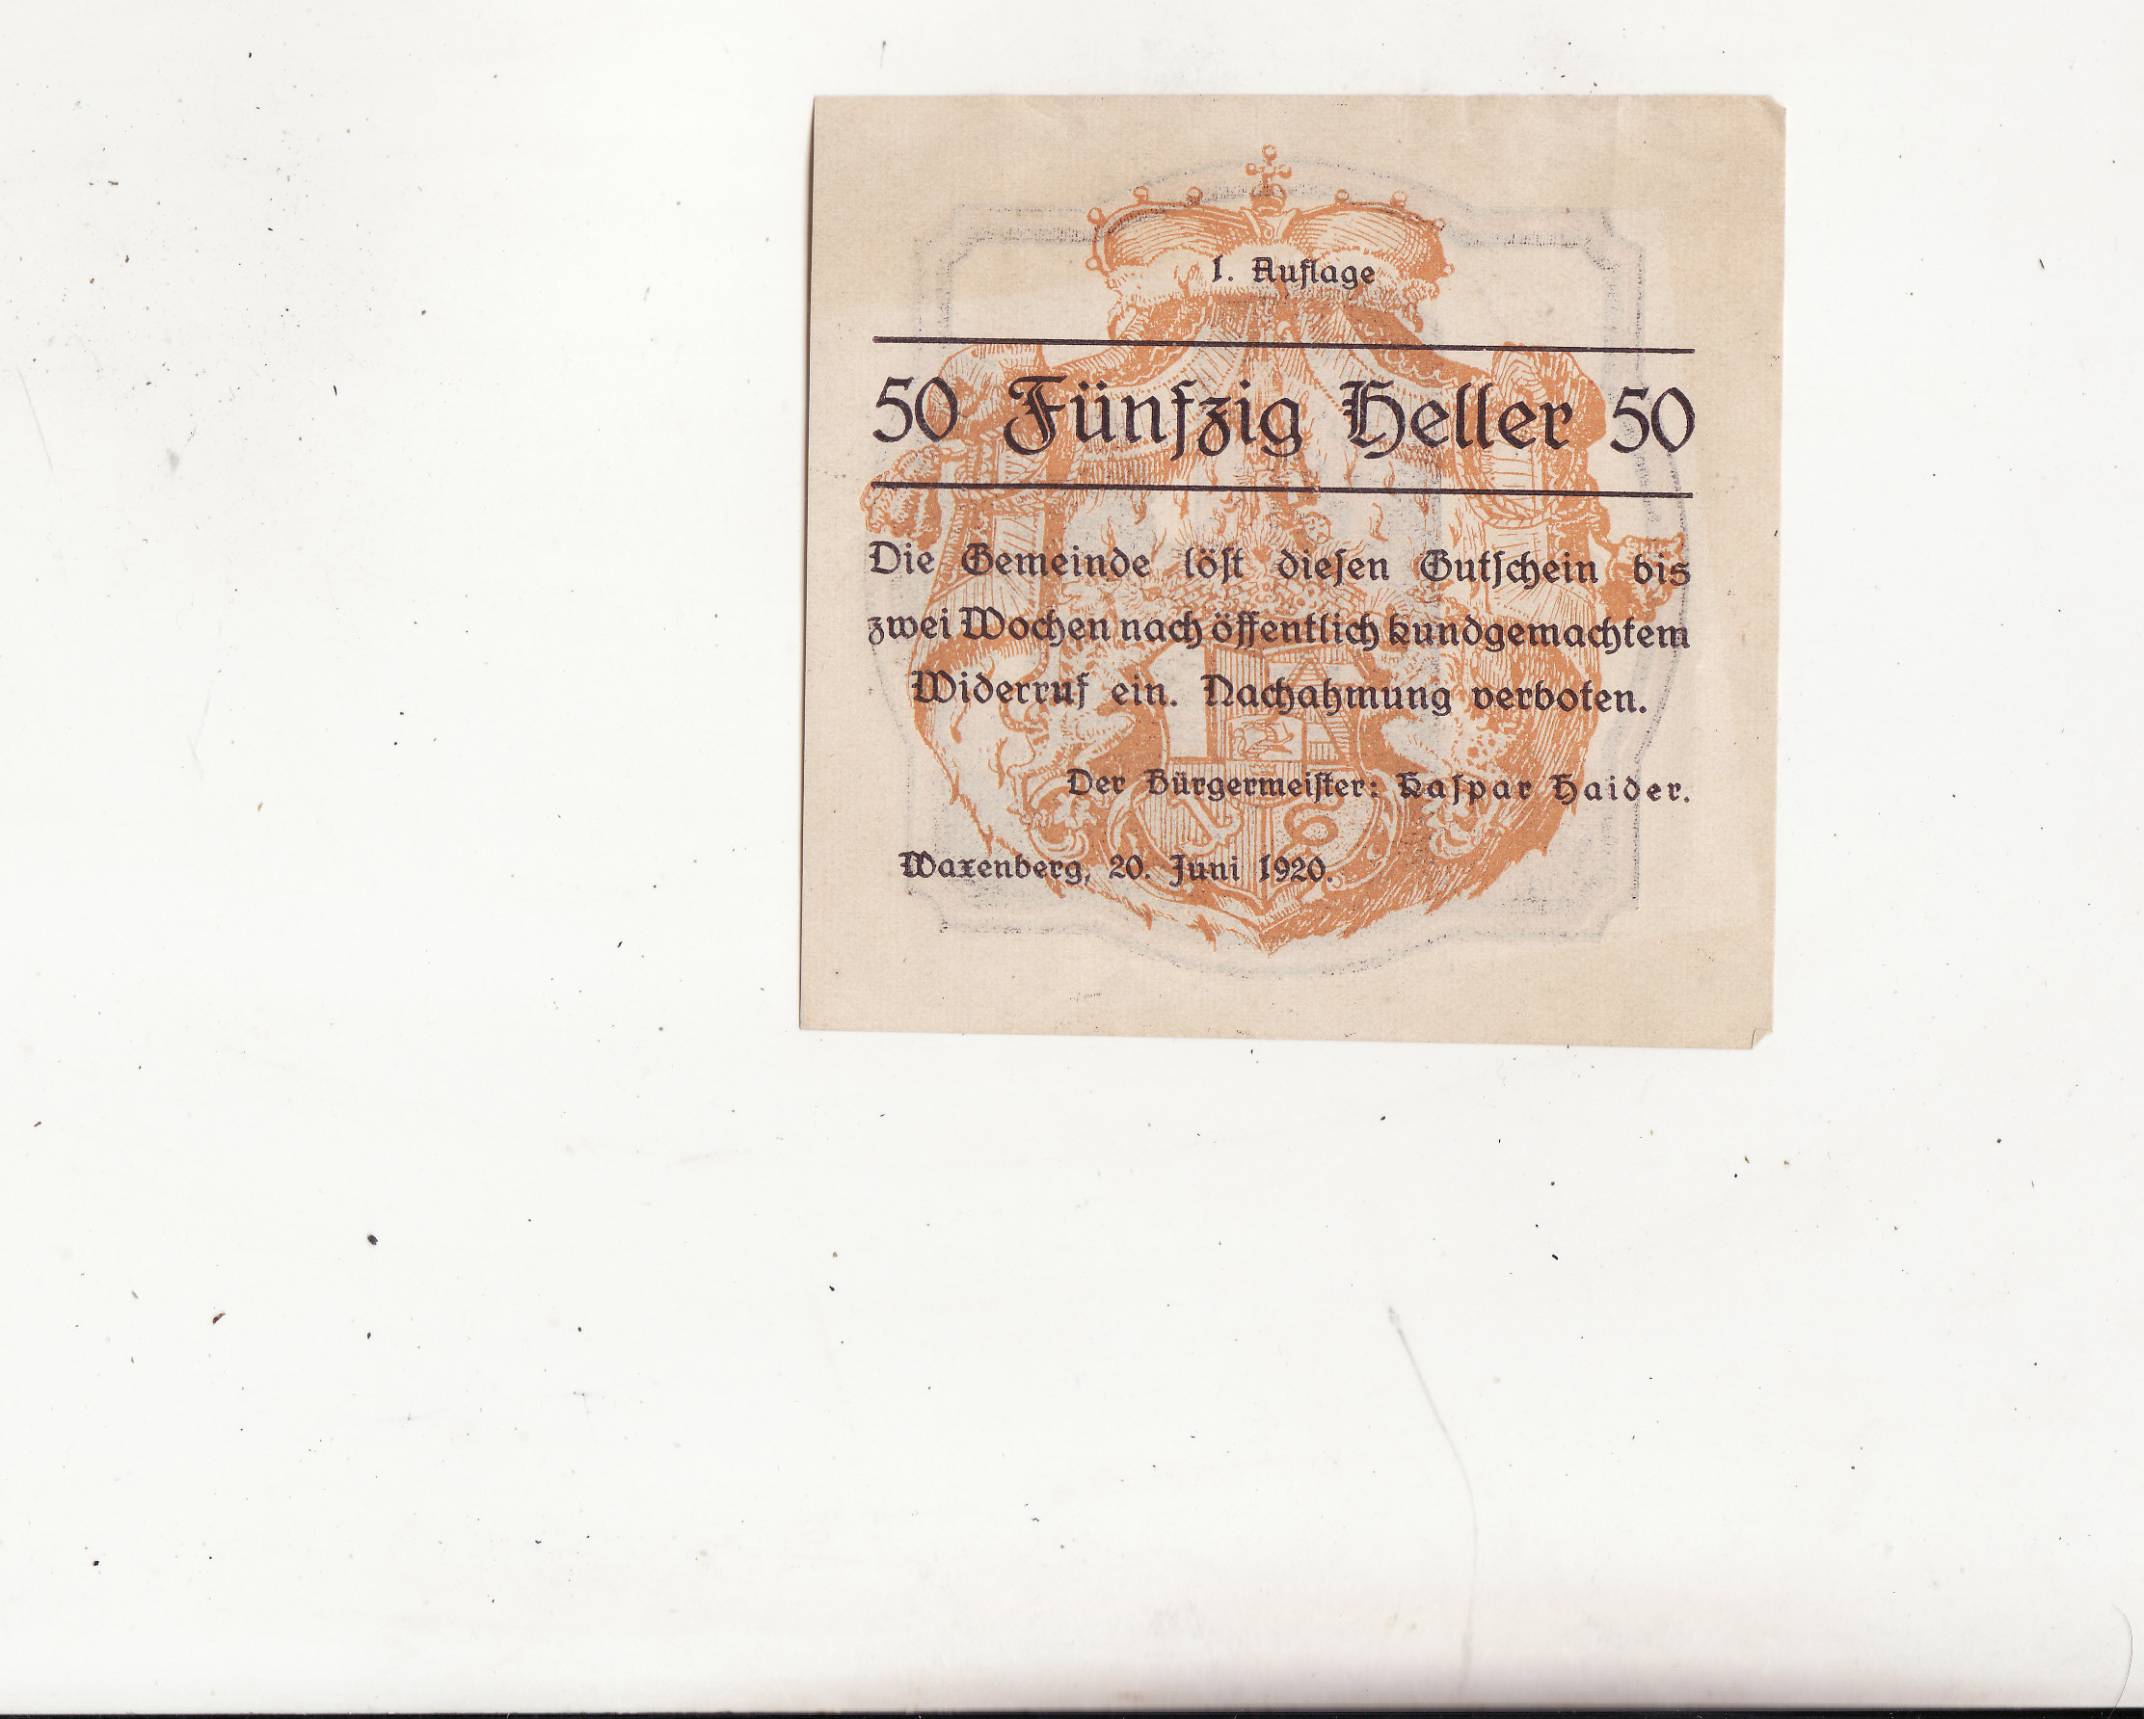 1. Auflage
50 Fünfzig Heller 50
Die Gemeinde löst diesen Gutschein bis
zwei Wochen nach öffentlich kundgemachtem
Widerruf ein. Nachahmung verboten.
Der Bürgermeister: Kaspar Haider.
Waxenberg, 20. Juni 1920.